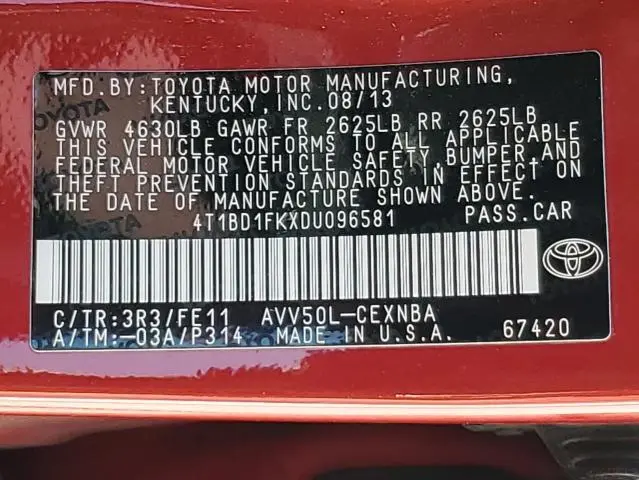 MFD.BY:TOYOTA MOTOR MANUFACTURING,
KENTUCKY,INC.08/13
GVWR 4630LB GAWR FR 2625LB RR 2625LB
THIS VEHICLE CONFORMS TO ALL APPLICABLE
FEDERAL MOTOR VEHICLE SAFETY,BUMPER,AND
THEFT PREVENTION STANDARDS IN EFFECT ON
THE DATE OF MANUFACTURE SHOWN ABOVE.
4T1BD1FKXDU096581 PASS.CAR
C/TR:3R3/FE11 AVV50L-CEXNBA
A/TM:-03A/P314 MADE IN U.S.A. 67420